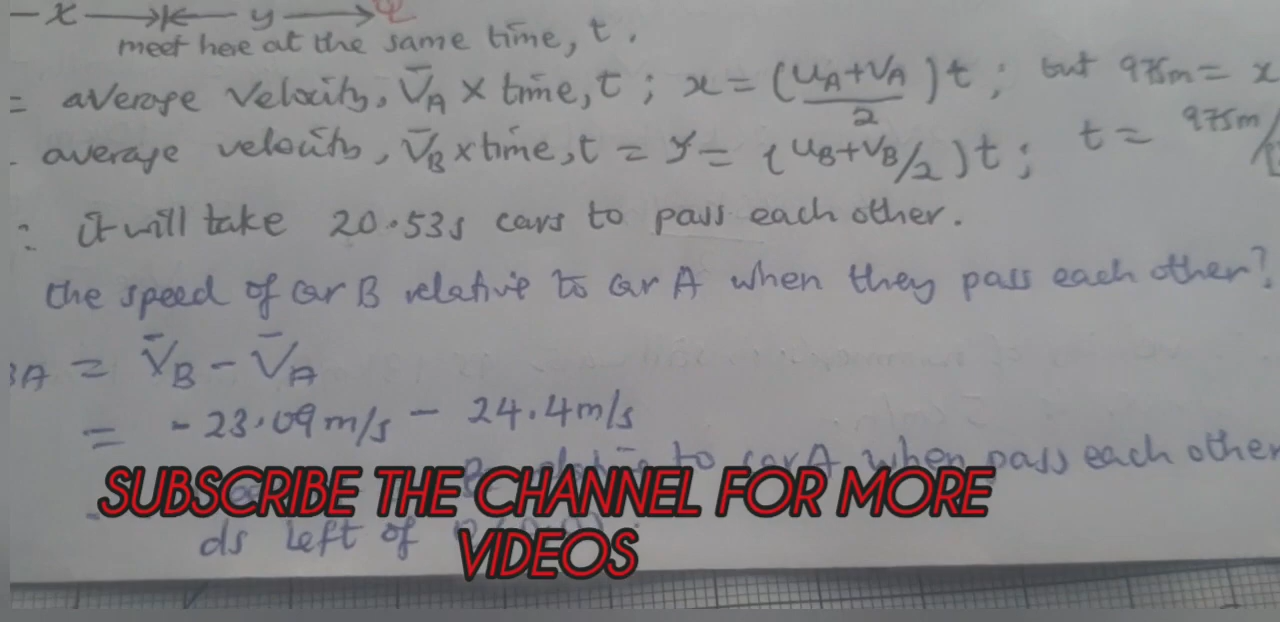 x y Q
meet here at the same time, t.
= average velocity, V̄A × time, t ; x = (uA+vA/2)t ; but 975m = x
average velocity, V̄B × time, t = y = (uB+vB/2)t ; t = 975m/
∴ it will take 20.53s cars to pass each other.
the speed of car B relative to car A when they pass each other?
BA = V̄B - V̄A
= -23.09m/s - 24.4m/s
to car A when pass each other
SUBSCRIBE THE CHANNEL FOR MORE
VIDEOS
ds left of